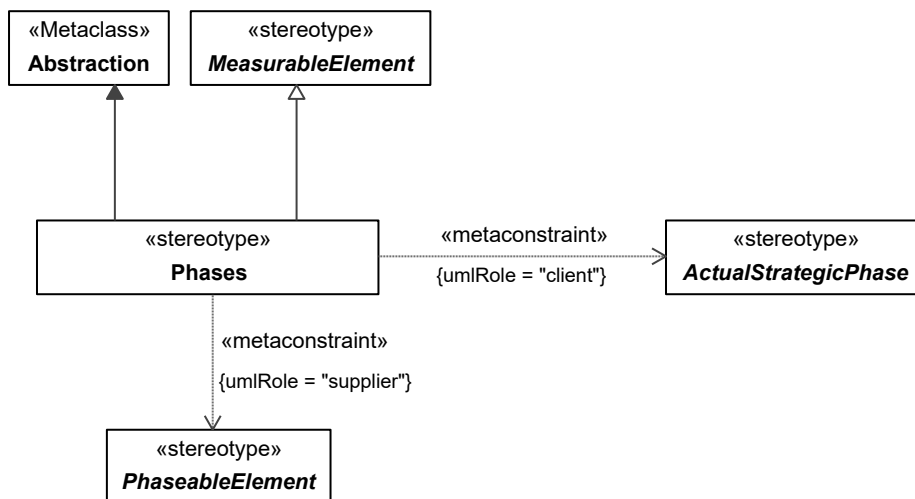 «Metaclass»
Abstraction
«stereotype»
MeasurableElement
«stereotype»
Phases
«metaconstraint»
{umlRole = "client"}
«stereotype»
ActualStrategicPhase
«metaconstraint»
{umlRole = "supplier"}
«stereotype»
PhaseableElement